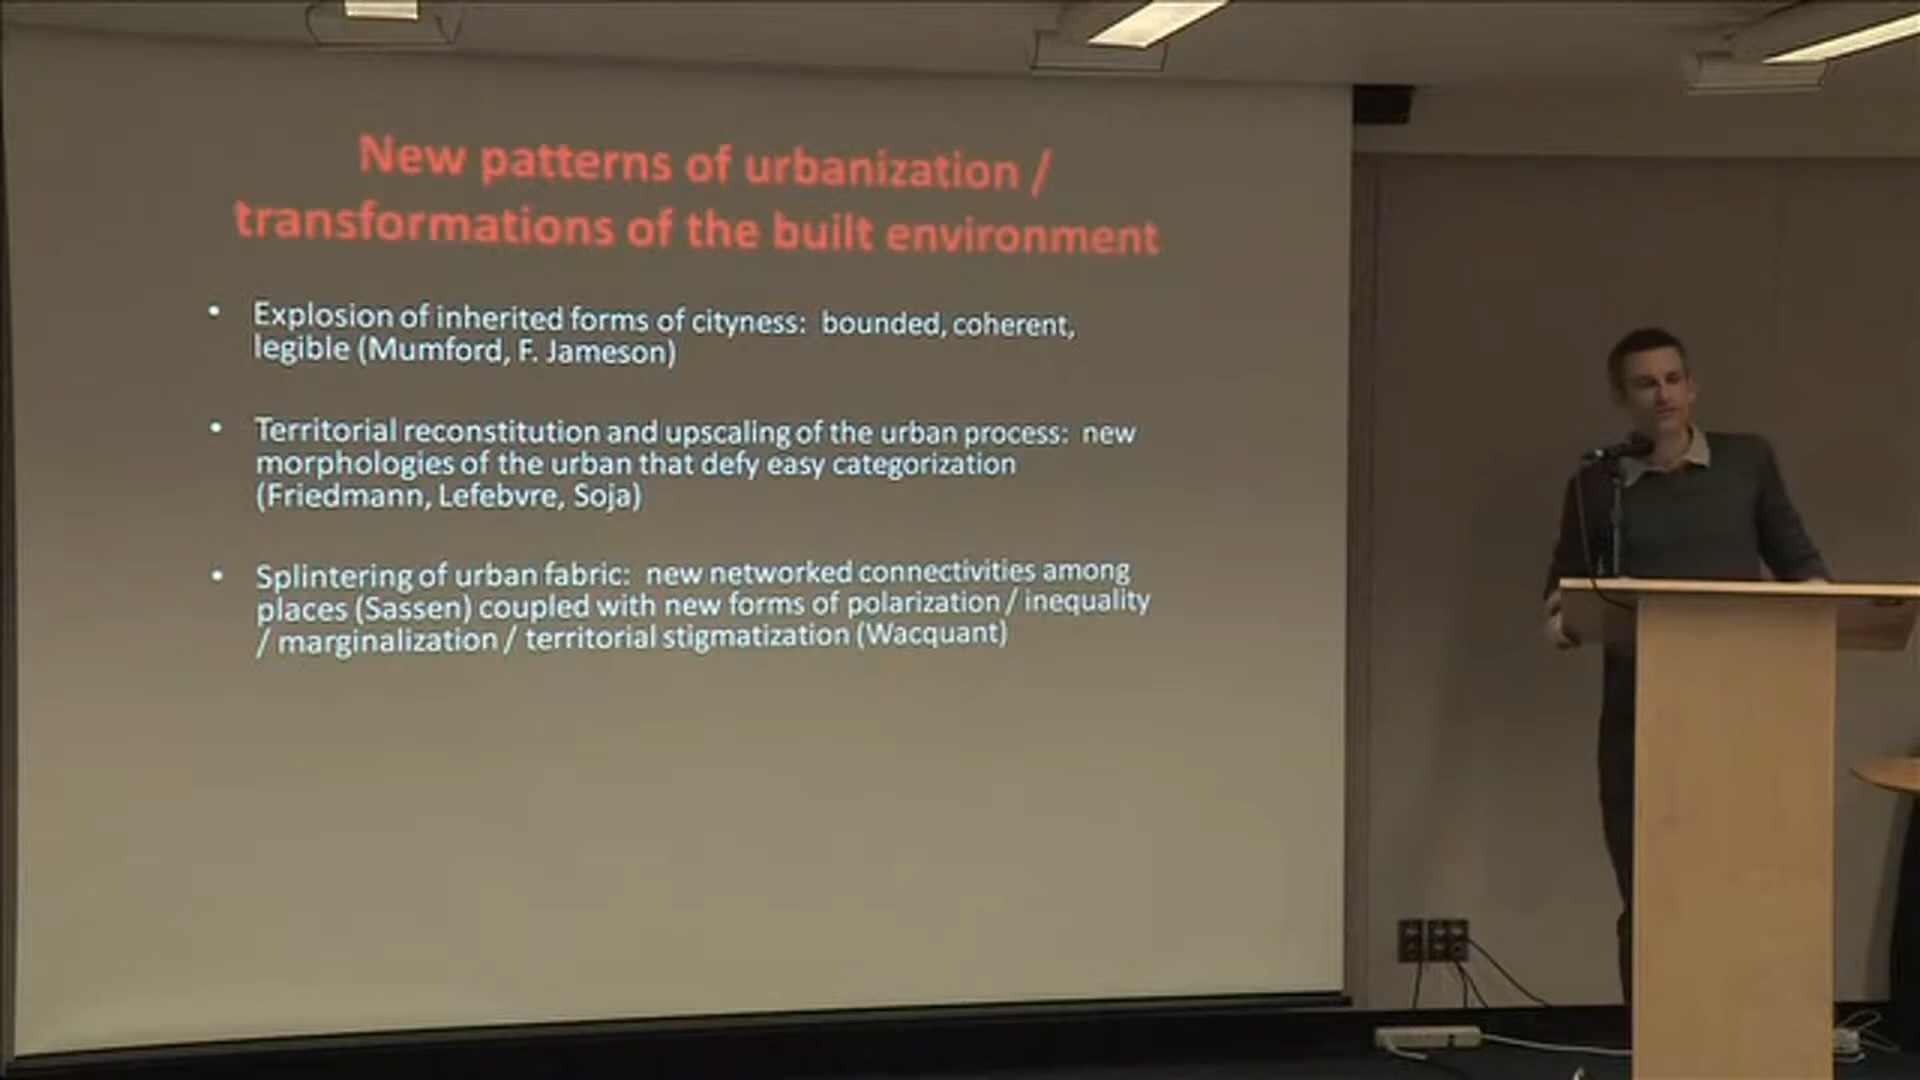 New patterns of urbanization /
transformations of the built environment
• Explosion of inherited forms of cityness: bounded, coherent,
legible (Mumford, F. Jameson)
• Territorial reconstitution and upscaling of the urban process: new
morphologies of the urban that defy easy categorization
(Friedmann, Lefebvre, Soja)
• Splintering of urban fabric: new networked connectivities among
places (Sassen) coupled with new forms of polarization / inequality
/ marginalization / territorial stigmatization (Wacquant)